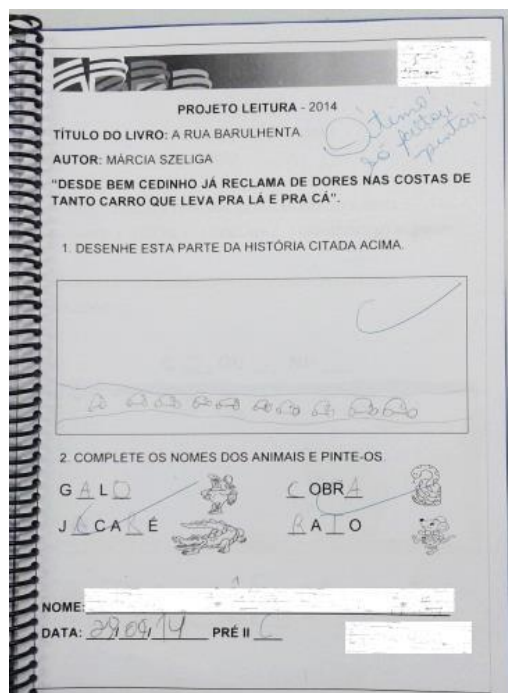 PROJETO LEITURA - 2014
Ótimo!
só faltou
pintar!
TÍTULO DO LIVRO: A RUA BARULHENTA
AUTOR: MÁRCIA SZELIGA
"DESDE BEM CEDINHO JÁ RECLAMA DE DORES NAS COSTAS DE
TANTO CARRO QUE LEVA PRA LÁ E PRA CÁ".
1. DESENHE ESTA PARTE DA HISTÓRIA CITADA ACIMA.
2. COMPLETE OS NOMES DOS ANIMAIS E PINTE-OS.
GALO COBRA
JACARÉ RATO
NOME:
DATA: 29/09/14 PRÉ II C